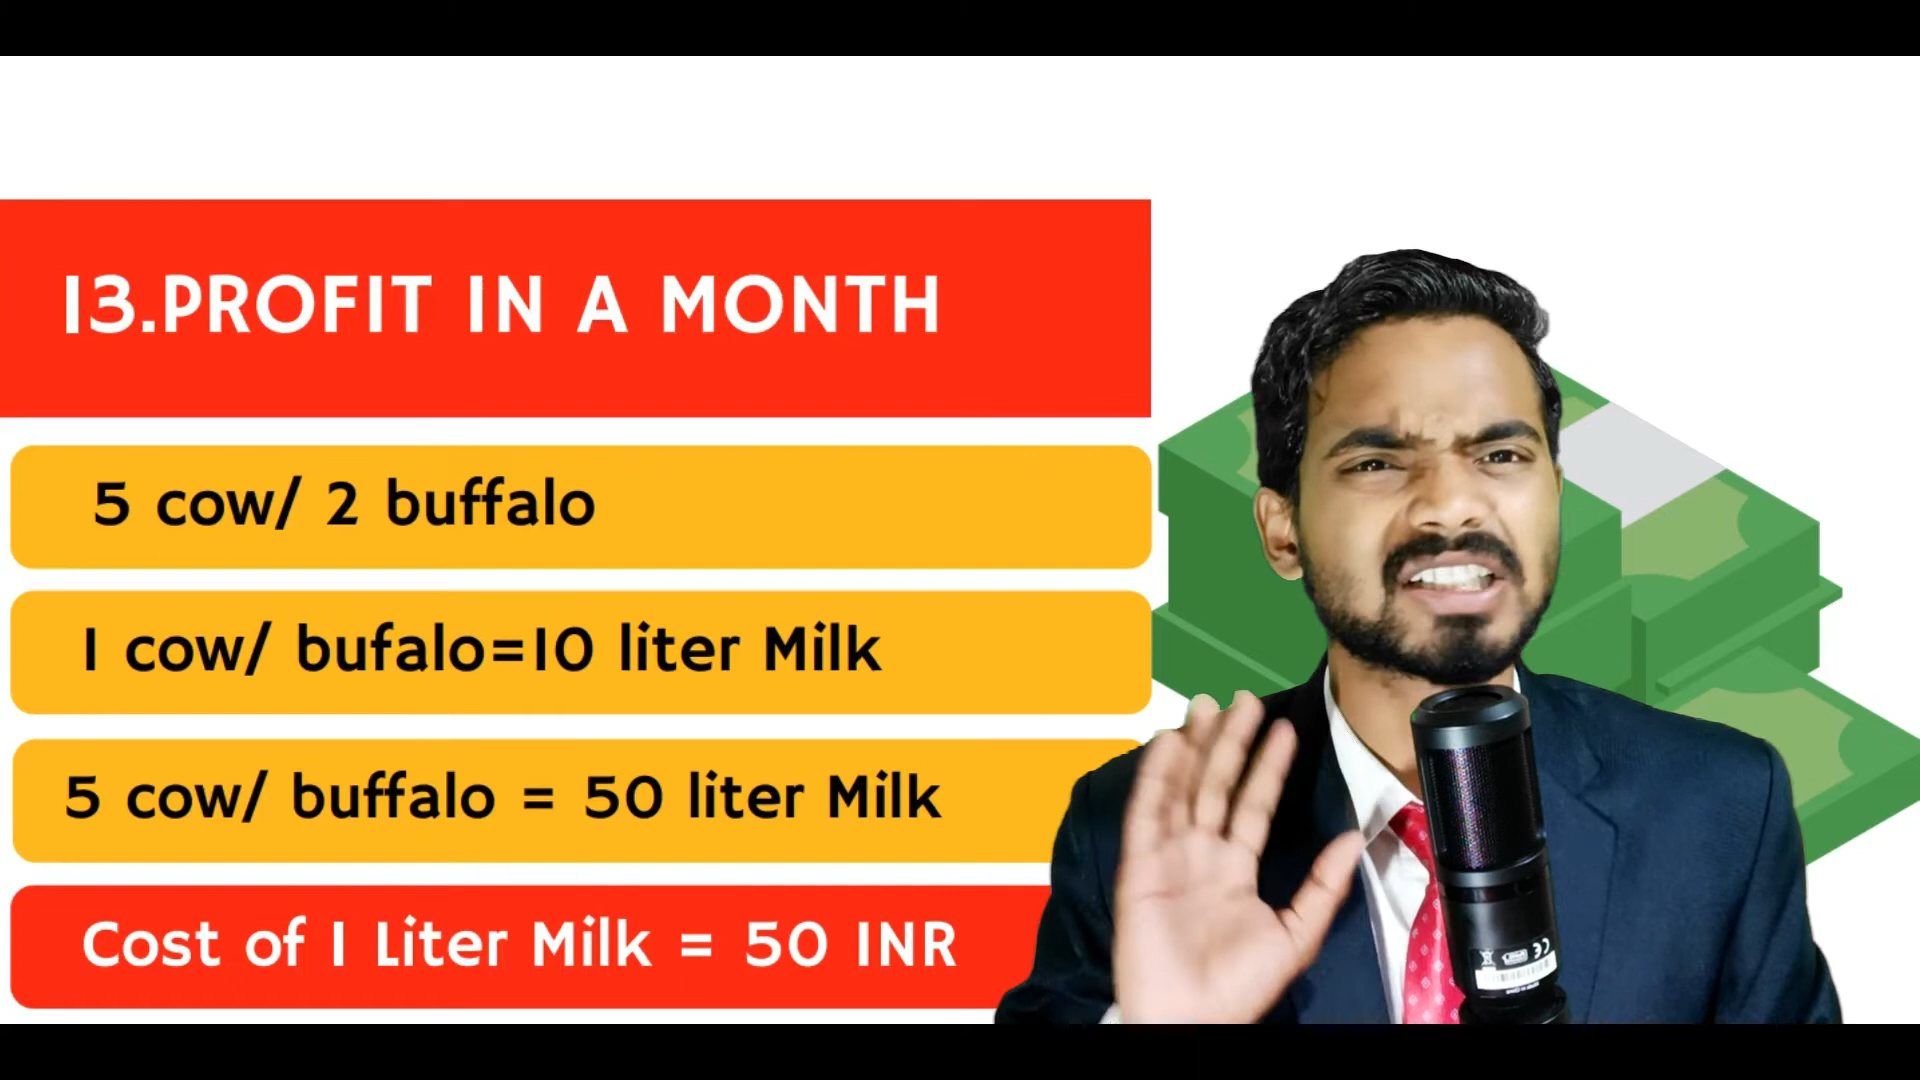 13.PROFIT IN A MONTH
5 cow/ 2 buffalo
1 cow/ bufalo=10 liter Milk
5 cow/ buffalo = 50 liter Milk
Cost of 1 Liter Milk = 50 INR